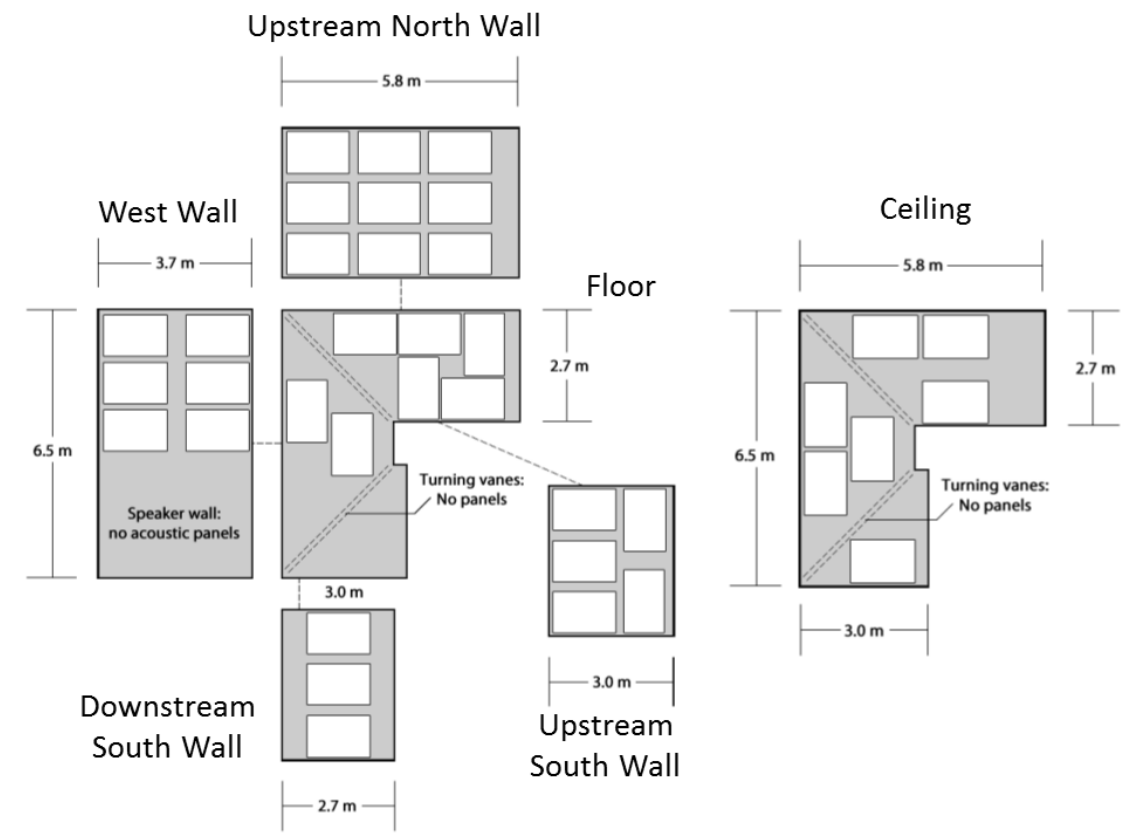 Upstream North Wall
5.8 m
West Wall
3.7 m
Ceiling
5.8 m
Floor
2.7 m
2.7 m
6.5 m
6.5 m
Turning vanes:
No panels
Turning vanes:
No panels
Speaker wall:
no acoustic panels
3.0 m
3.0 m
3.0 m
Downstream
South Wall
Upstream
South Wall
2.7 m